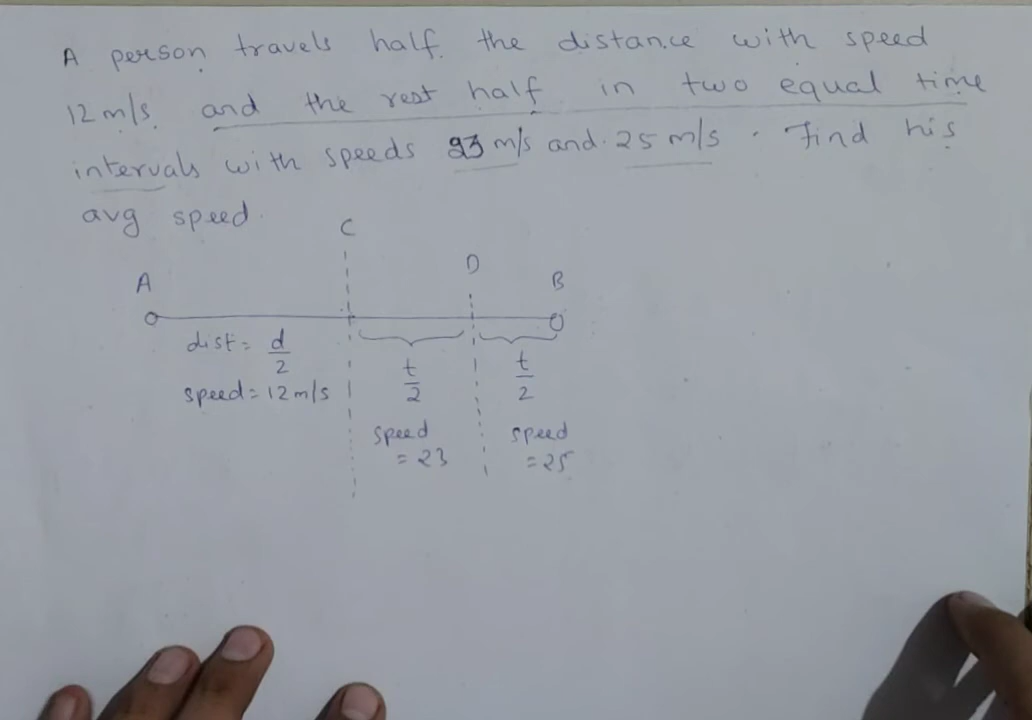 A person travels half the distance with speed
12 m/s and the rest half in two equal time
intervals with speeds 23 m/s and 25 m/s. Find his
avg speed.
C
D
A
B
dist = d/2
speed = 12 m/s
t/2
t/2
speed
= 23
speed
= 25